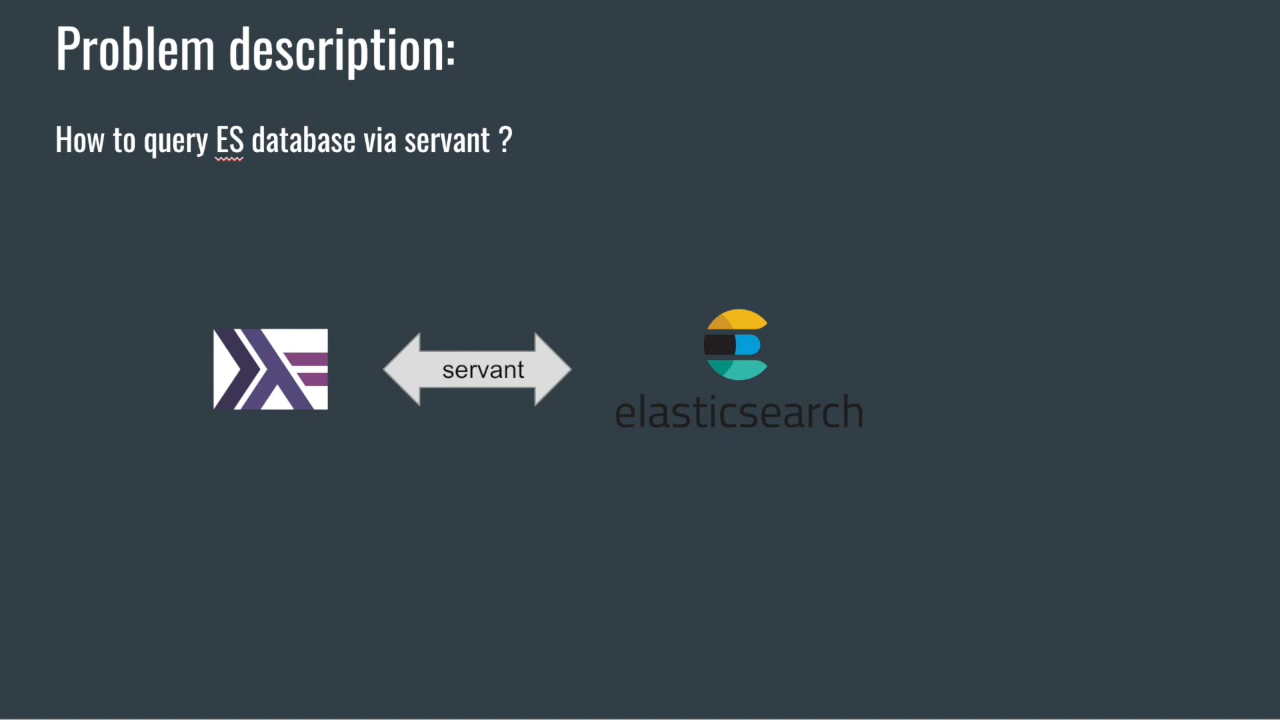 Problem description:
How to query ES database via servant ?
servant
elasticsearch